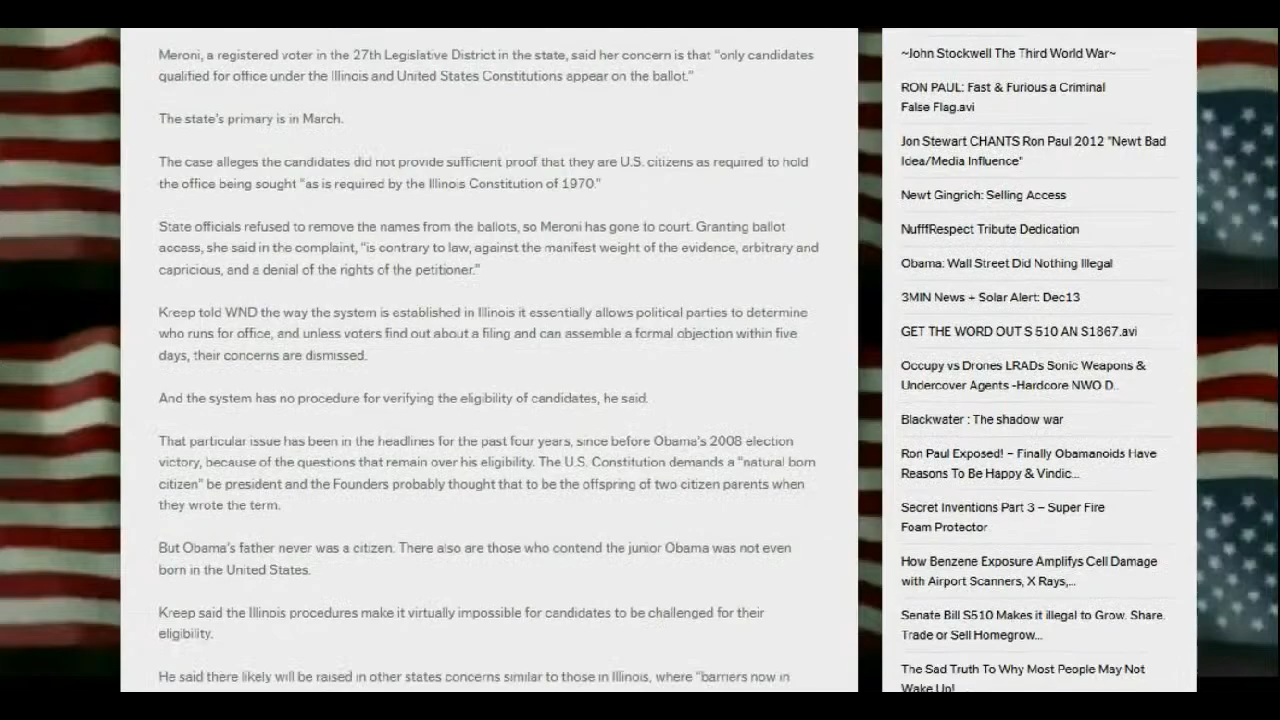 Meroni, a registered voter in the 27th Legislative District in the state, said her concern is that "only candidates
qualified for office under the Illinois and United States Constitutions appear on the ballot."
The state's primary is in March.
The case alleges the candidates did not provide sufficient proof that they are U.S. citizens as required to hold
the office being sought "as is required by the Illinois Constitution of 1970."
State officials refused to remove the names from the ballots, so Meroni has gone to court. Granting ballot
access, she said in the complaint, "is contrary to law, against the manifest weight of the evidence, arbitrary and
capricious, and a denial of the rights of the petitioner."
Kreep told WND the way the system is established in Illinois it essentially allows political parties to determine
who runs for office, and unless voters find out about a filing and can assemble a formal objection within five
days, their concerns are dismissed.
And the system has no procedure for verifying the eligibility of candidates, he said.
That particular issue has been in the headlines for the past four years, since before Obama's 2008 election
victory, because of the questions that remain over his eligibility. The U.S. Constitution demands a "natural born
citizen" be president and the Founders probably thought that to be the offspring of two citizen parents when
they wrote the term.
But Obama's father never was a citizen. There also are those who contend the junior Obama was not even
born in the United States.
Kreep said the Illinois procedures make it virtually impossible for candidates to be challenged for their
eligibility.
He said there likely will be raised in other states concerns similar to those in Illinois, where "barriers now in
~John Stockwell The Third World War~
RON PAUL: Fast & Furious a Criminal
False Flag.avi
Jon Stewart CHANTS Ron Paul 2012 "Newt Bad
Idea/Media Influence"
Newt Gingrich: Selling Access
NufffRespect Tribute Dedication
Obama: Wall Street Did Nothing Illegal
3MIN News + Solar Alert: Dec13
GET THE WORD OUT S 510 AN S1867.avi
Occupy vs Drones LRADs Sonic Weapons &
Undercover Agents -Hardcore NWO D..
Blackwater : The shadow war
Ron Paul Exposed! – Finally Obamanoids Have
Reasons To Be Happy & Vindic...
Secret Inventions Part 3 – Super Fire
Foam Protector
How Benzene Exposure Amplifys Cell Damage
with Airport Scanners, X Rays,...
Senate Bill S510 Makes it illegal to Grow, Share,
Trade or Sell Homegrow...
The Sad Truth To Why Most People May Not
Wake Up!